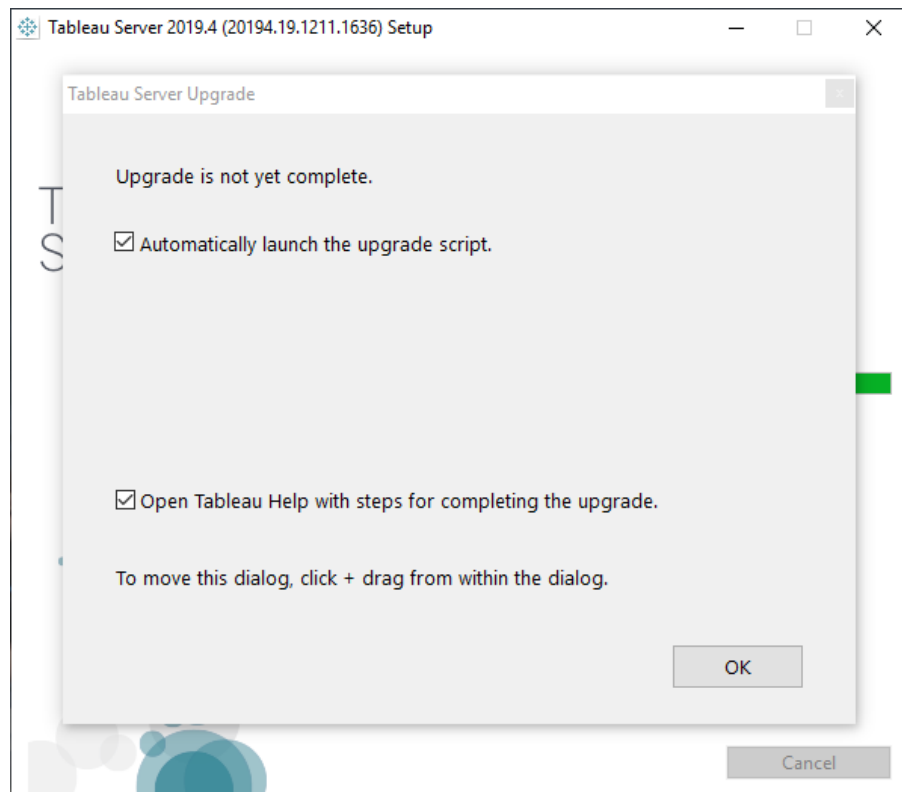 Tableau Server 2019.4 (20194.19.1211.1636) Setup
Tableau Server Upgrade
Upgrade is not yet complete.
T
S
Automatically launch the upgrade script.
Open Tableau Help with steps for completing the upgrade.
To move this dialog, click + drag from within the dialog.
OK
Cancel